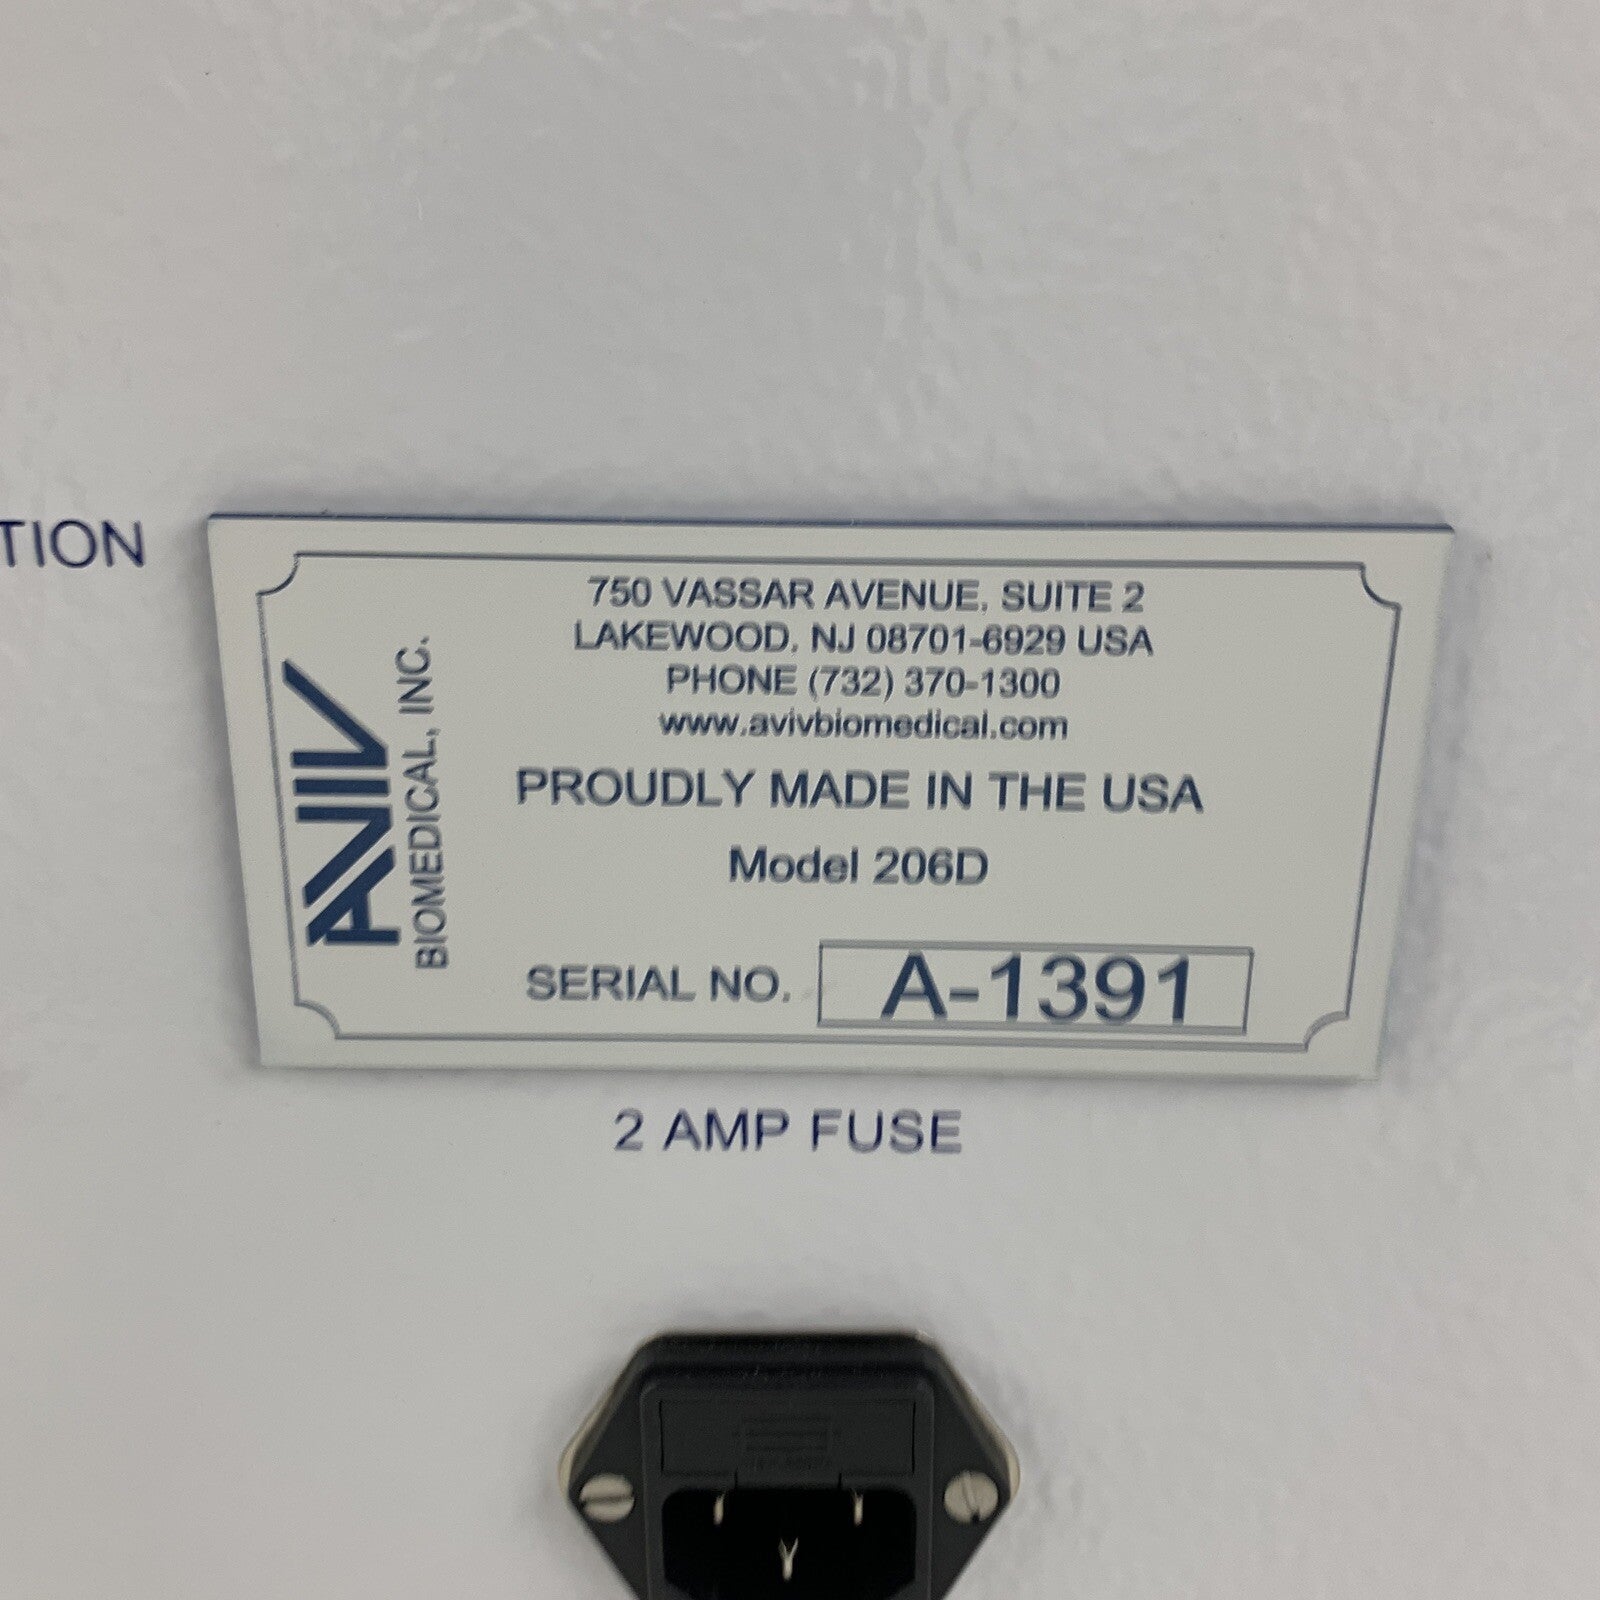 TION
AVIV
BIOMEDICAL, INC.
750 VASSAR AVENUE, SUITE 2
LAKEWOOD, NJ 08701-6929 USA
PHONE (732) 370-1300
www.avivbiomedical.com
PROUDLY MADE IN THE USA
Model 206D
SERIAL NO. A-1391
2 AMP FUSE